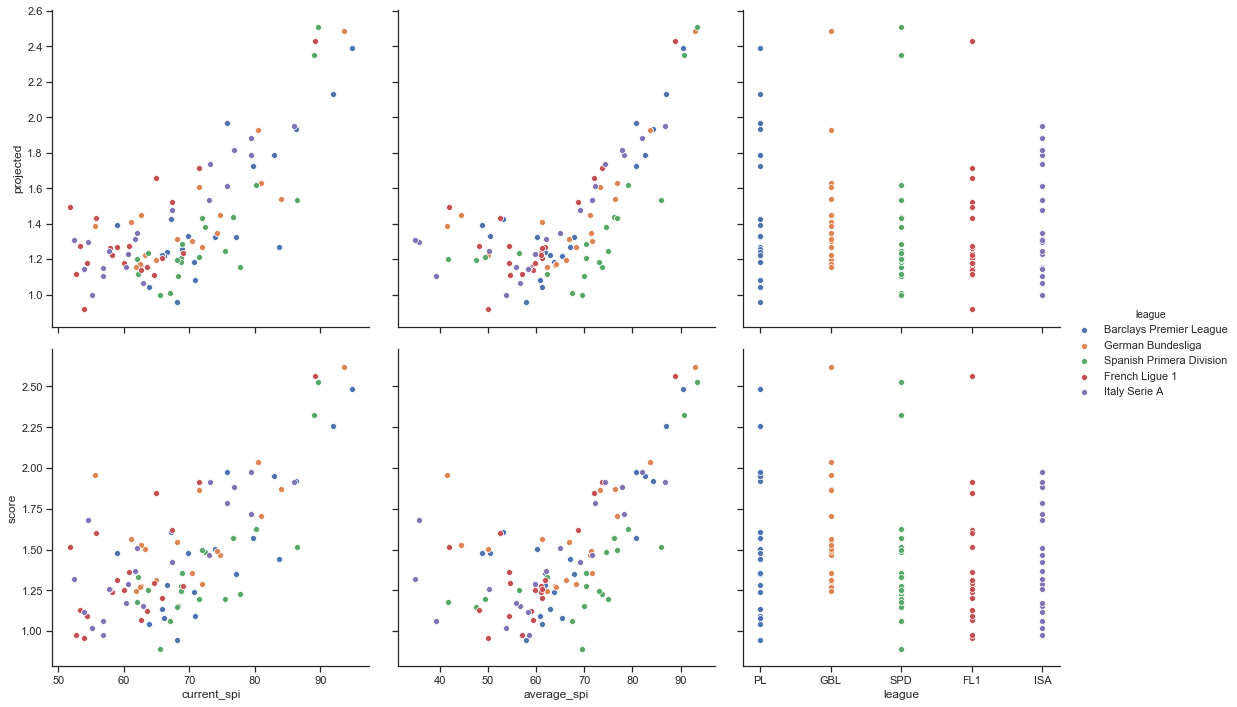 2.6
2.4
2.2
2.0
1.8
1.6
1.4
1.2
1.0
projected
league
Barclays Premier League
German Bundesliga
Spanish Primera Division
French Ligue 1
Italy Serie A
2.50
2.25
2.00
1.75
1.50
1.25
1.00
score
50 60 70 80 90
current_spi
40 50 60 70 80 90
average_spi
PL GBL SPD FL1 ISA
league